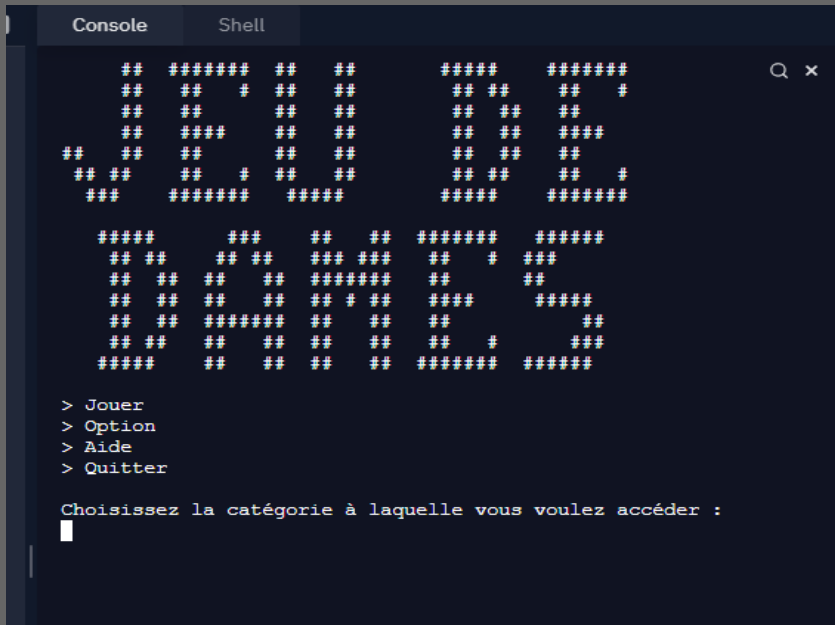 Console Shell
JEU DE
DAMES
> Jouer
> Option
> Aide
> Quitter
Choisissez la catégorie à laquelle vous voulez accéder :